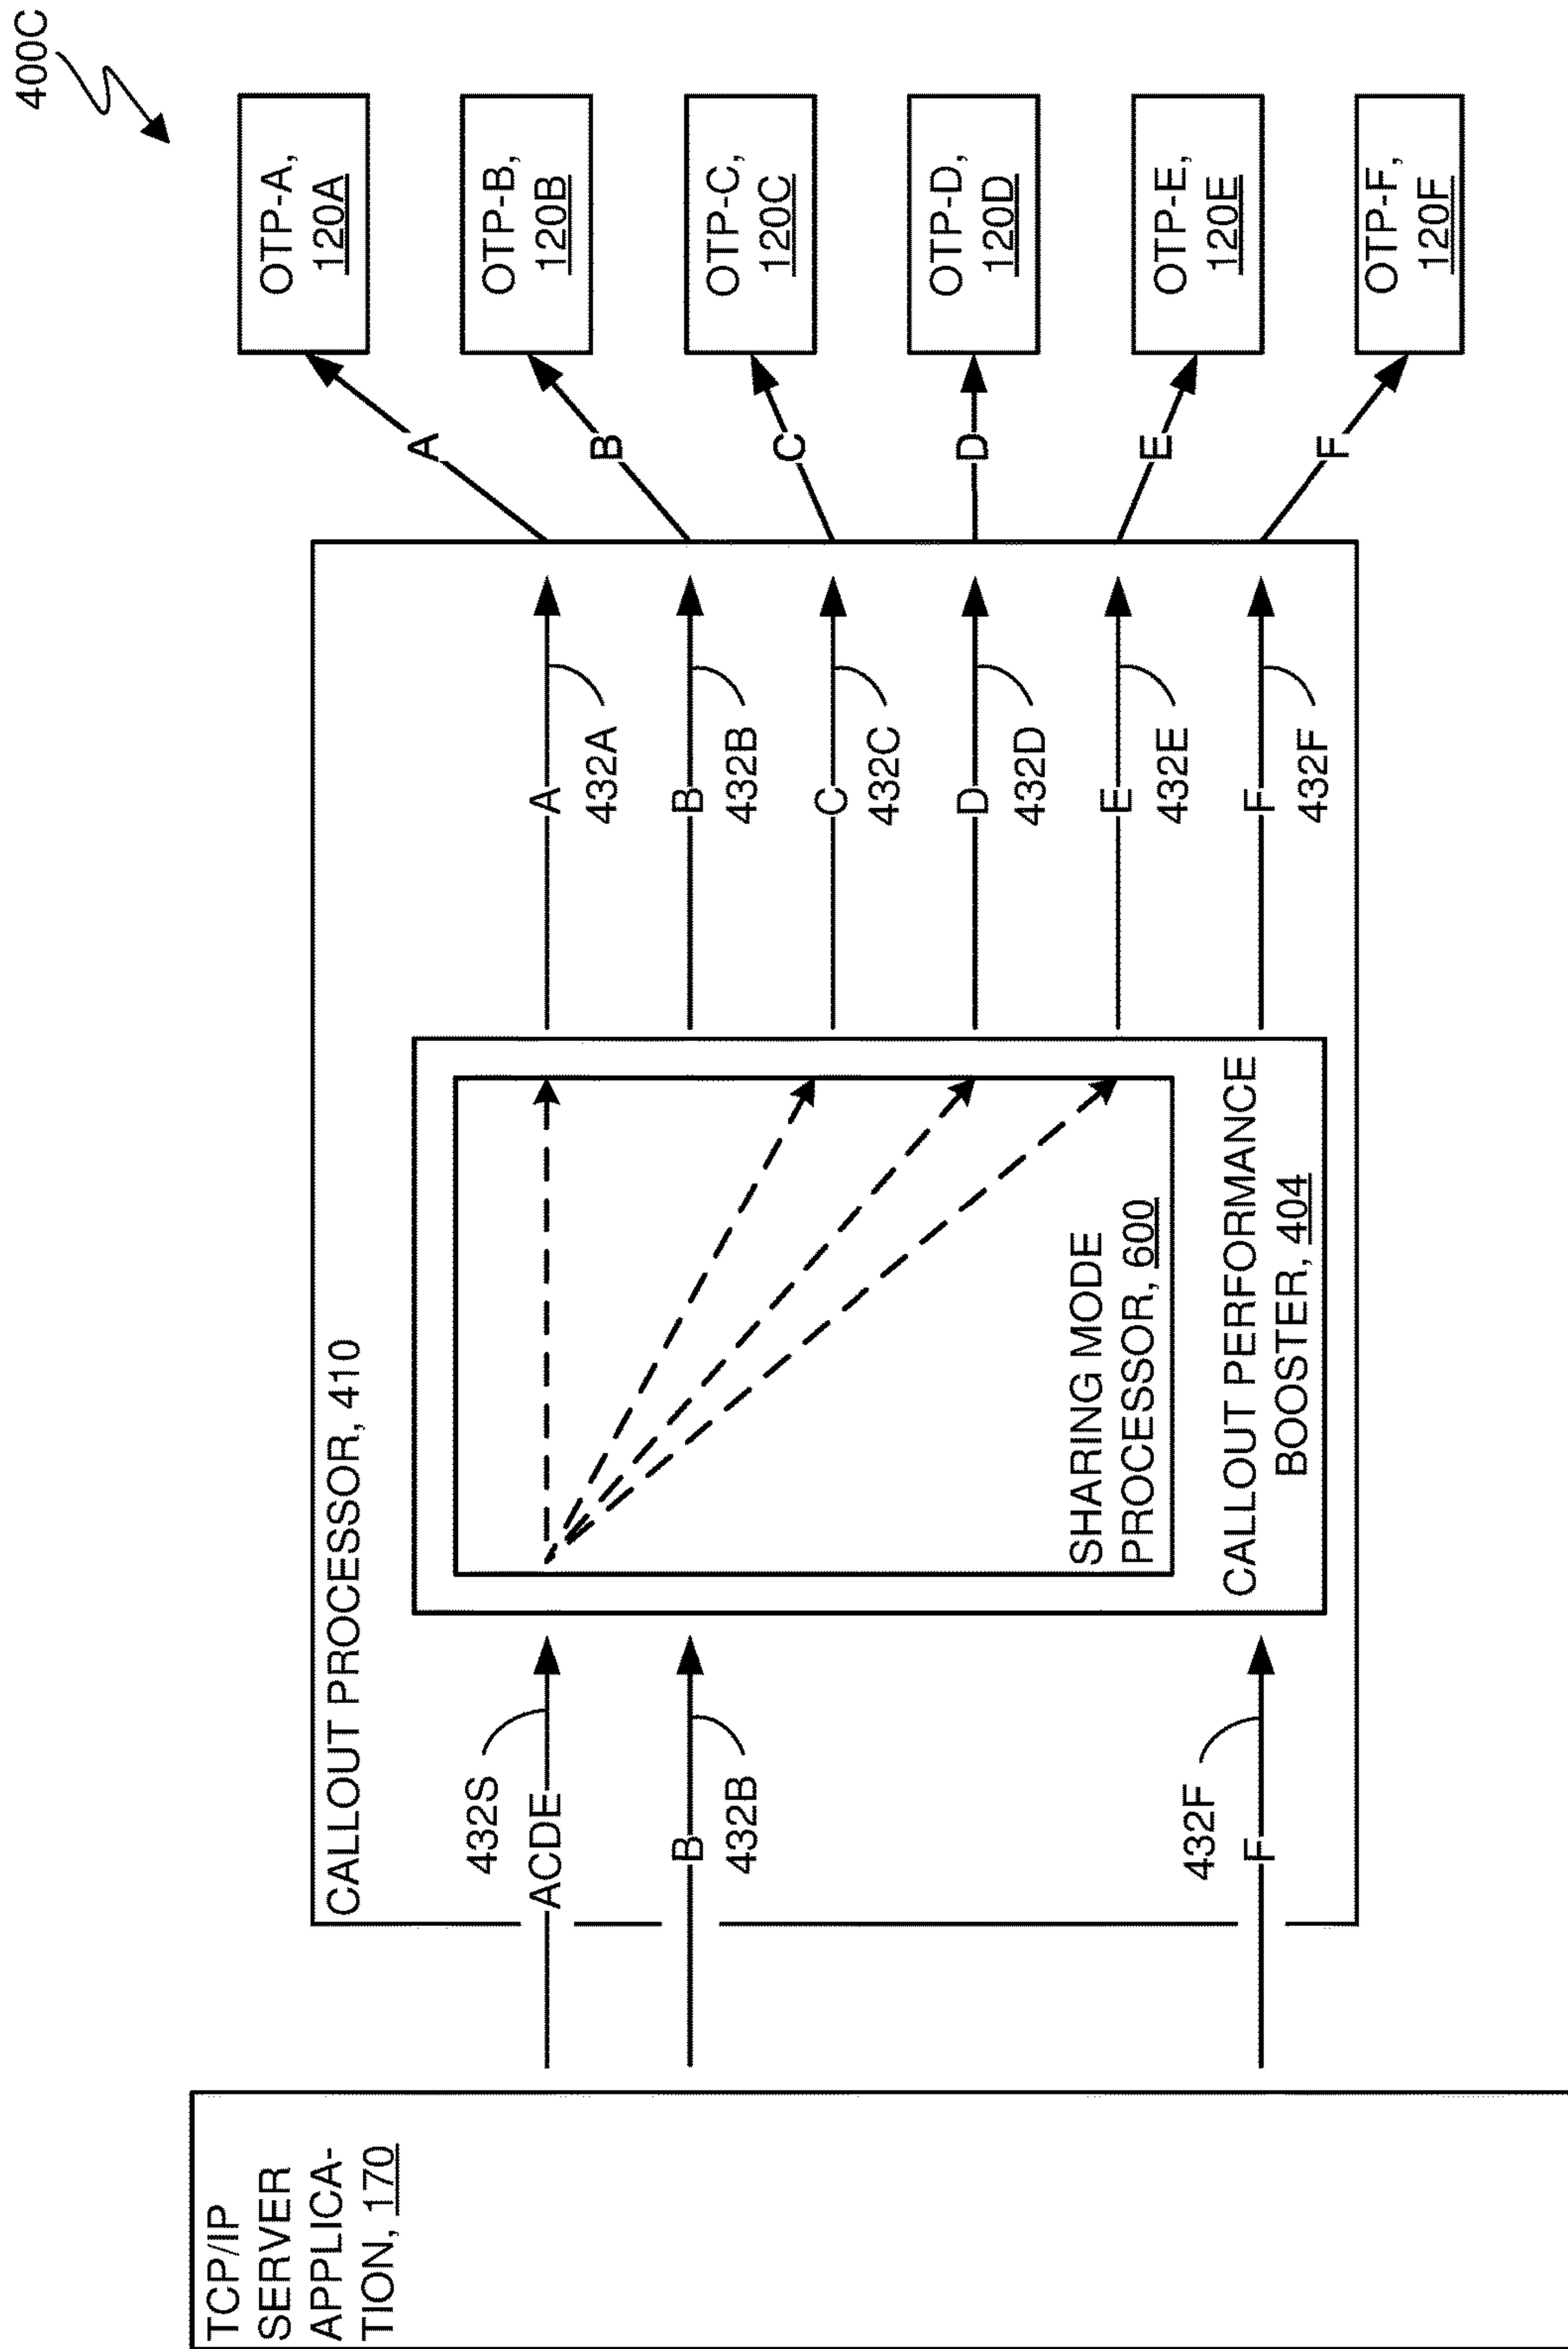 400C
TCP/IP
SERVER
APPLICA-
TION, 170
CALLOUT PROCESSOR, 410
432S
ACDE
B
432B
432F
F
SHARING MODE
PROCESSOR, 600
CALLOUT PERFORMANCE
BOOSTER, 404
A
432A
B
432B
C
432C
D
432D
E
432E
F
432F
A
B
C
D
E
F
OTP-A,
120A
OTP-B,
120B
OTP-C,
120C
OTP-D,
120D
OTP-E,
120E
OTP-F,
120F